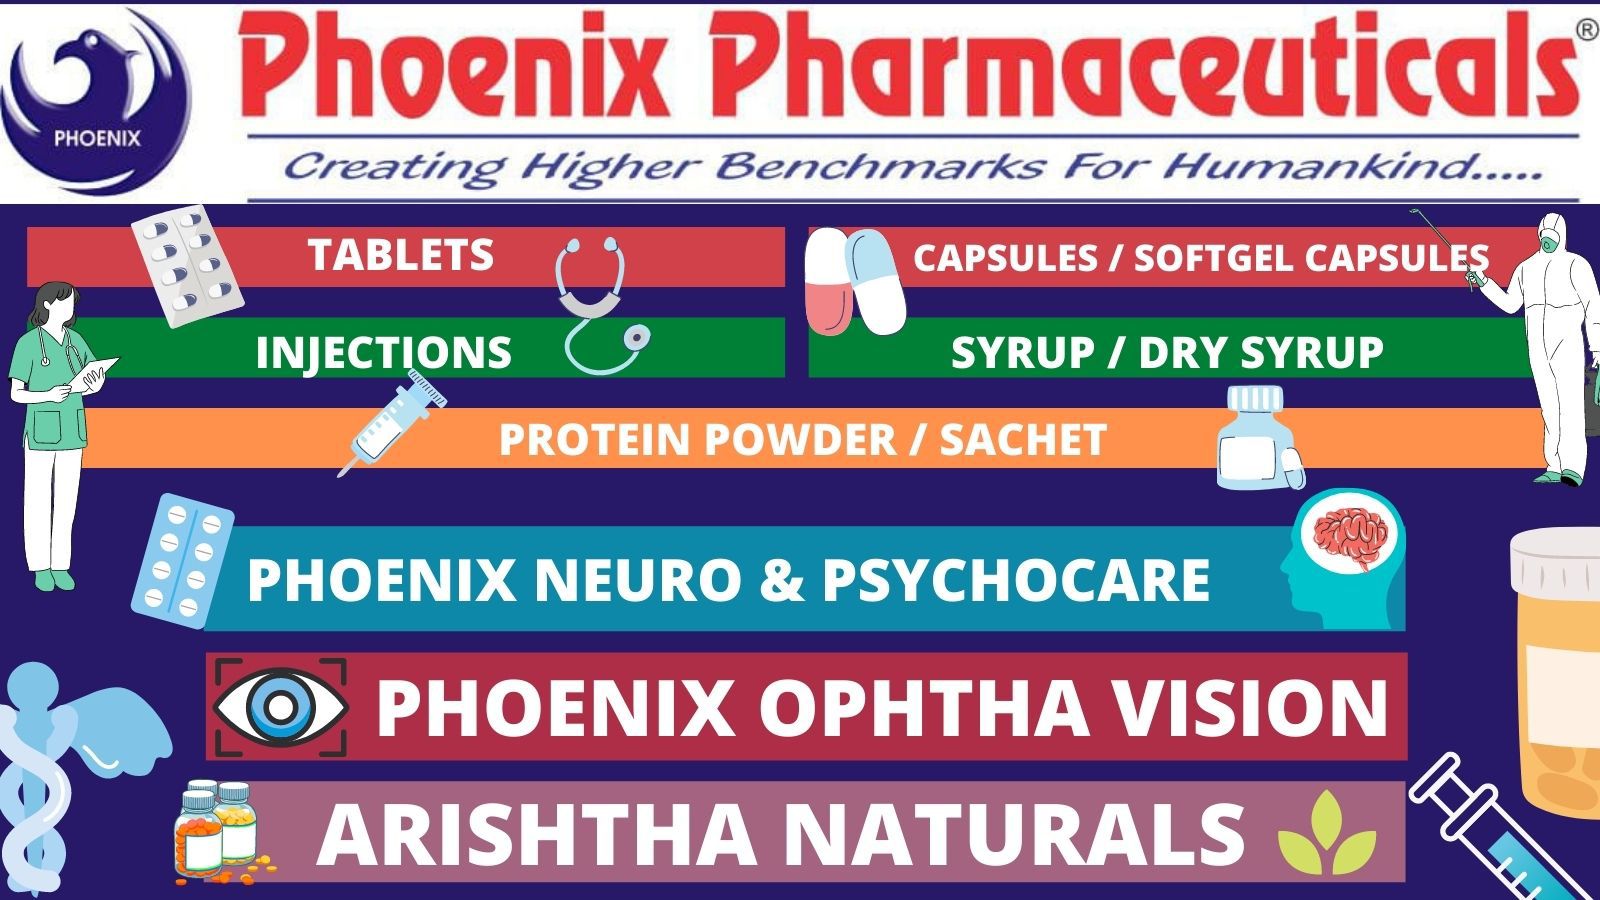 PHOENIX
Phoenix Pharmaceuticals®
Creating Higher Benchmarks For Humankind.....
TABLETS
CAPSULES / SOFTGEL CAPSULES
INJECTIONS
SYRUP / DRY SYRUP
PROTEIN POWDER / SACHET
PHOENIX NEURO & PSYCHOCARE
PHOENIX OPHTHA VISION
ARISHTHA NATURALS